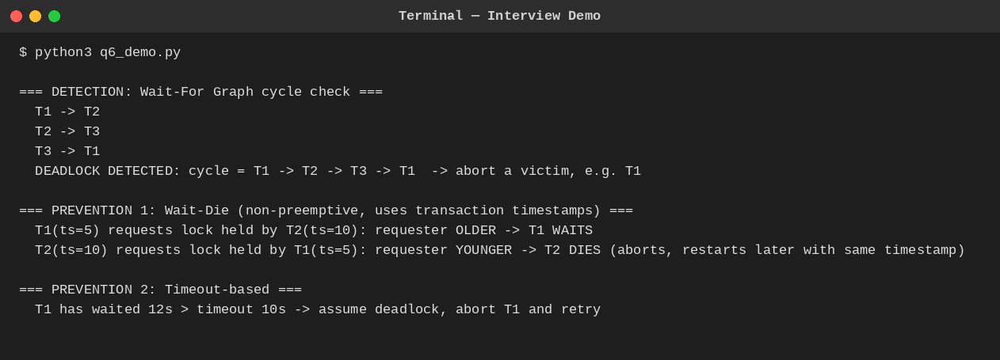 Terminal — Interview Demo
$ python3 q6_demo.py
=== DETECTION: Wait-For Graph cycle check ===
T1 -> T2
T2 -> T3
T3 -> T1
DEADLOCK DETECTED: cycle = T1 -> T2 -> T3 -> T1  -> abort a victim, e.g. T1
=== PREVENTION 1: Wait-Die (non-preemptive, uses transaction timestamps) ===
T1(ts=5) requests lock held by T2(ts=10): requester OLDER -> T1 WAITS
T2(ts=10) requests lock held by T1(ts=5): requester YOUNGER -> T2 DIES (aborts, restarts later with same timestamp)
=== PREVENTION 2: Timeout-based ===
T1 has waited 12s > timeout 10s -> assume deadlock, abort T1 and retry